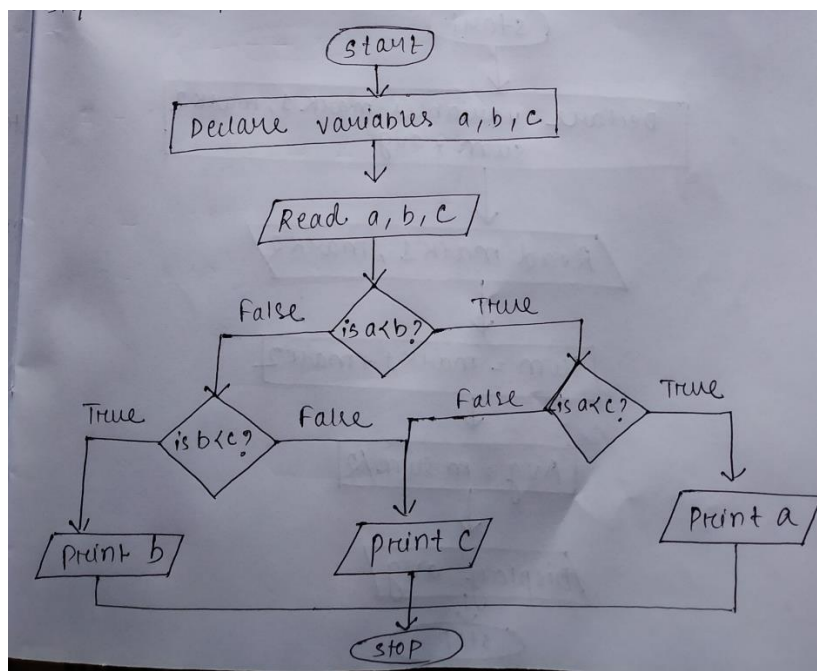 Start
Declare variables a, b, c
Read a, b, c
False
True
is a<b?
True
False
False
True
is b<c?
is a<c?
Print b
Print c
Print a
Stop